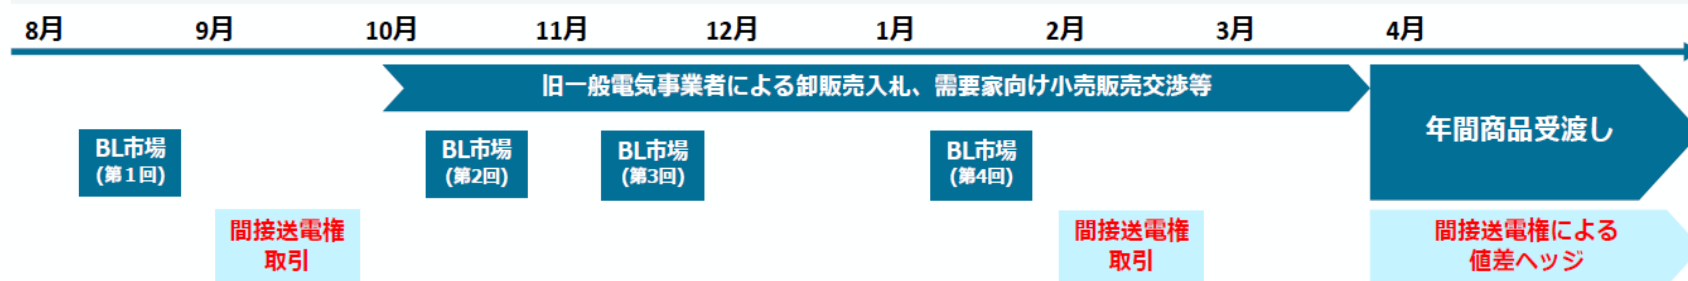 8月 9月 10月 11月 12月 1月 2月 3月 4月
旧一般電気事業者による卸販売入札、需要家向け小売販売交渉等
年間商品受渡し
BL市場
(第1回)
BL市場
(第2回)
BL市場
(第3回)
BL市場
(第4回)
間接送電権
取引
間接送電権
取引
間接送電権による
値差ヘッジ